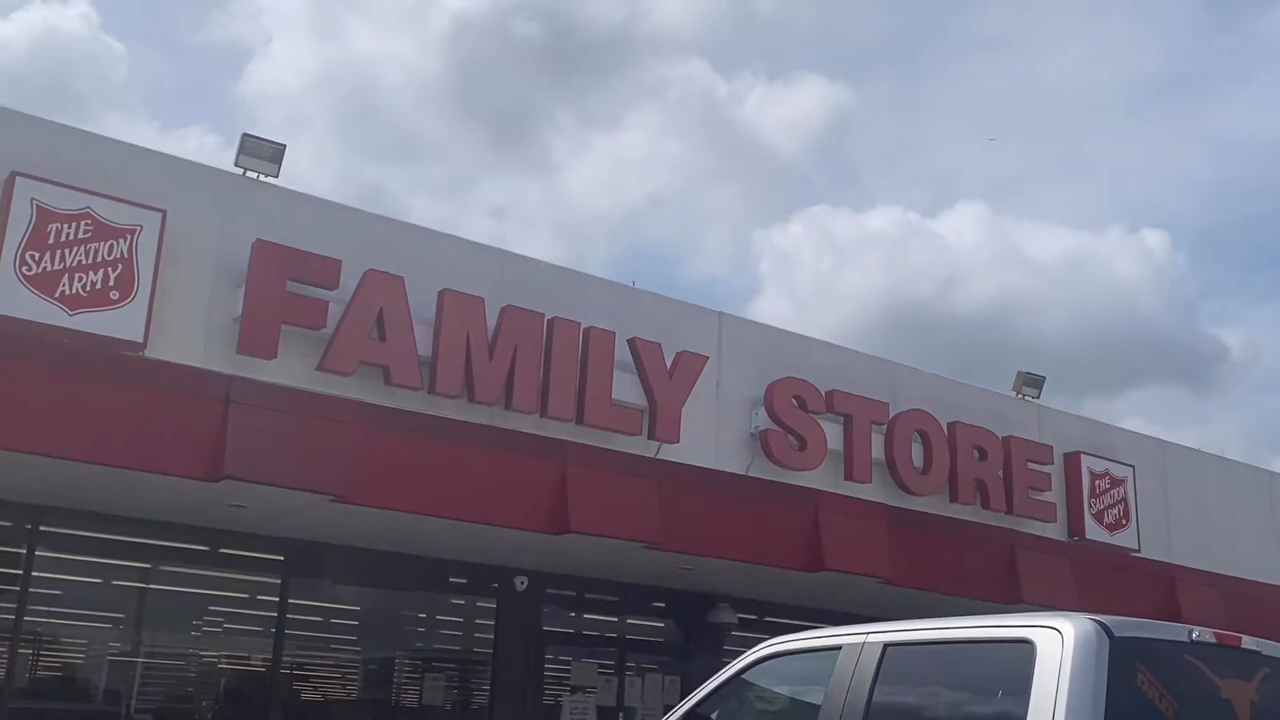 THE
SALVATION
ARMY
FAMILY STORE
THE
SALVATION
ARMY